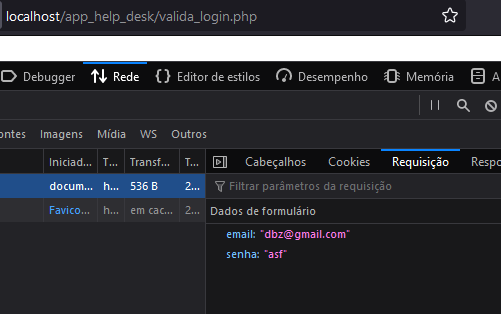 localhost/app_help_desk/valida_login.php
Debugger Rede Editor de estilos Desempenho Memória A
ontes Imagens Mídia WS Outros
Iniciad... T... Transf... T... Cabeçalhos Cookies Requisição Respo
docum... h... 536 B 2...
Filtrar parâmetros da requisição
Favico... h... em cac... 2...
Dados de formulário
email: "dbz@gmail.com"
senha: "asf"